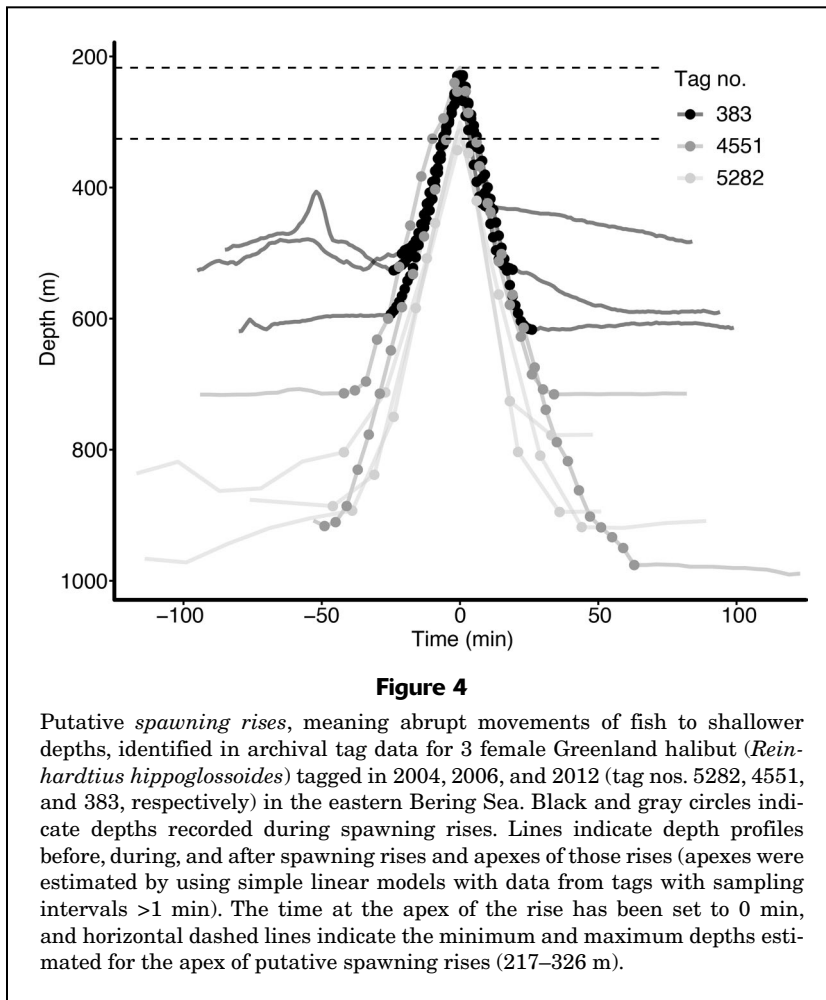 200
400
600
800
1000
Depth (m)
−100
−50
0
50
100
Time (min)
Tag no.
383
4551
5282
Figure 4
Putative spawning rises, meaning abrupt movements of fish to shallower
depths, identified in archival tag data for 3 female Greenland halibut (Rein-
hardtius hippoglossoides) tagged in 2004, 2006, and 2012 (tag nos. 5282, 4551,
and 383, respectively) in the eastern Bering Sea. Black and gray circles indi-
cate depths recorded during spawning rises. Lines indicate depth profiles
before, during, and after spawning rises and apexes of those rises (apexes were
estimated by using simple linear models with data from tags with sampling
intervals >1 min). The time at the apex of the rise has been set to 0 min,
and horizontal dashed lines indicate the minimum and maximum depths esti-
mated for the apex of putative spawning rises (217–326 m).